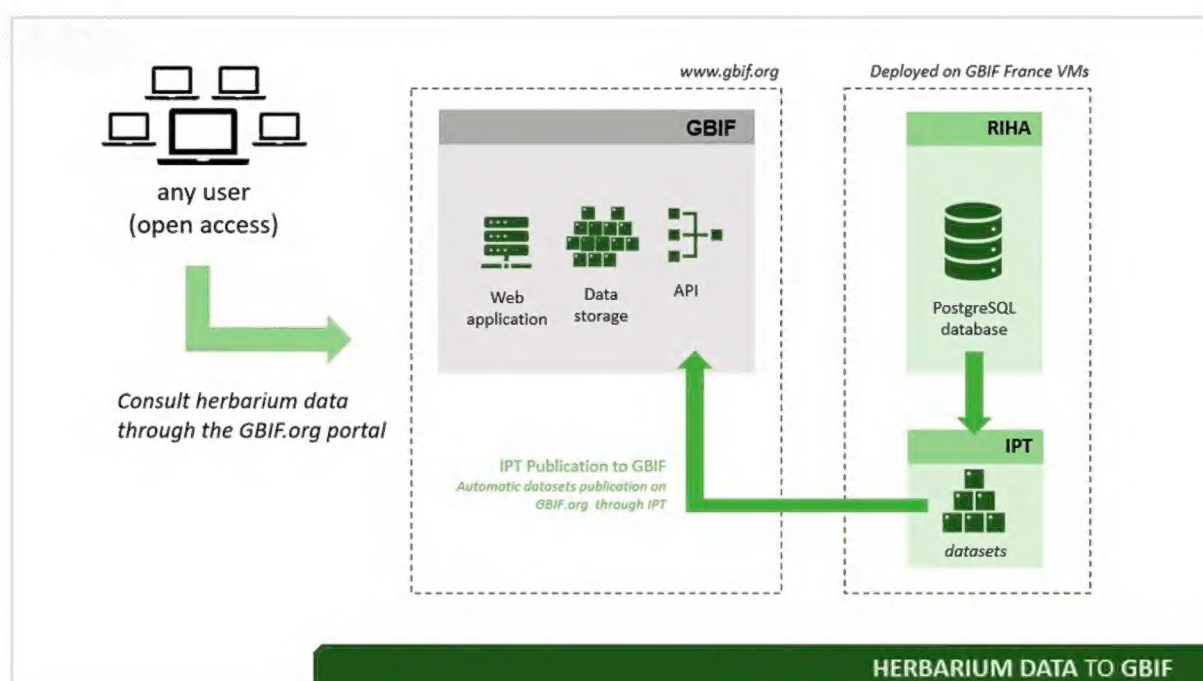 www.gbif.org
Deployed on GBIF France VMs
GBIF
RIHA
any user
(open access)
Web
application
Data
storage
API
PostgreSQL
database
Consult herbarium data
through the GBIF.org portal
IPT
IPT Publication to GBIF
Automatic datasets publication on
GBIF.org through IPT
datasets
HERBARIUM DATA TO GBIF